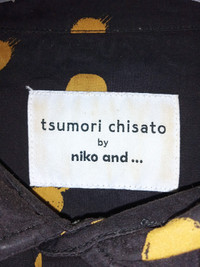 tsumori chisato
by
niko and ...